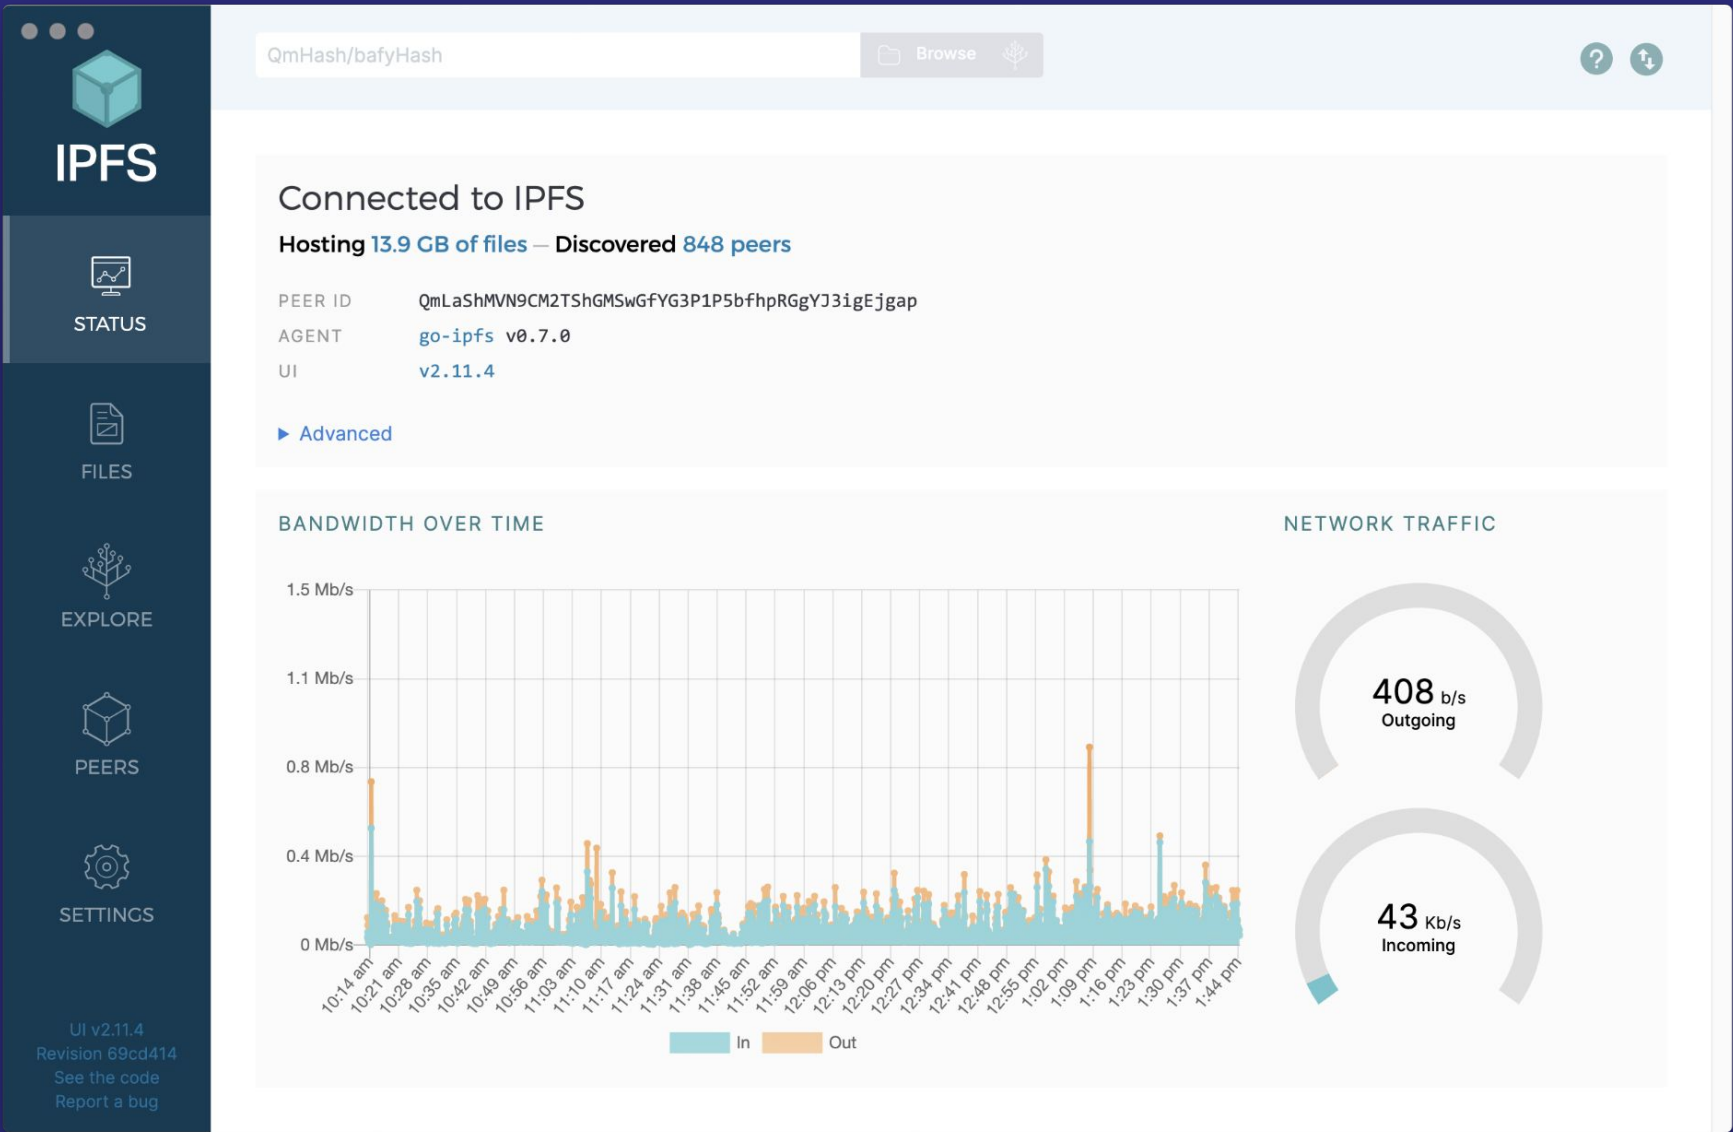 IPFS
STATUS
FILES
EXPLORE
PEERS
SETTINGS
UI v2.11.4
Revision 69cd414
See the code
Report a bug
QmHash/bafyHash
Browse
?
Connected to IPFS
Hosting 13.9 GB of files — Discovered 848 peers
PEER ID QmLaShMVN9CM2TShGMSwGfYG3P1P5bfhpRGgYJ3igEjgap
AGENT go-ipfs v0.7.0
UI v2.11.4
Advanced
BANDWIDTH OVER TIME
1.5 Mb/s
1.1 Mb/s
0.8 Mb/s
0.4 Mb/s
0 Mb/s
10:14 am
10:21 am
10:28 am
10:35 am
10:42 am
10:49 am
10:56 am
11:03 am
11:10 am
11:17 am
11:24 am
11:31 am
11:38 am
11:45 am
11:52 am
11:59 am
12:06 pm
12:13 pm
12:20 pm
12:27 pm
12:34 pm
12:41 pm
12:48 pm
12:55 pm
1:02 pm
1:09 pm
1:16 pm
1:23 pm
1:30 pm
1:37 pm
1:44 pm
In Out
NETWORK TRAFFIC
408 b/s
Outgoing
43 Kb/s
Incoming